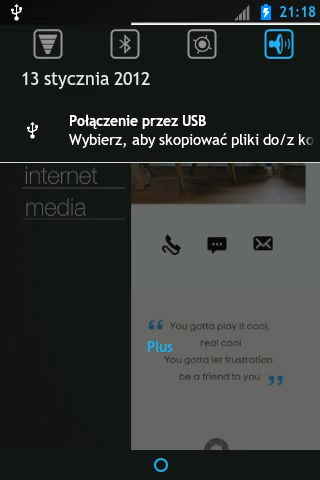 21:18
13 stycznia 2012
Połączenie przez USB
Wybierz, aby skopiować pliki do/z ko
internet
media
“ You gotta play it cool,
real cool
Plus
You gotta let frustration
be a friend to you ”